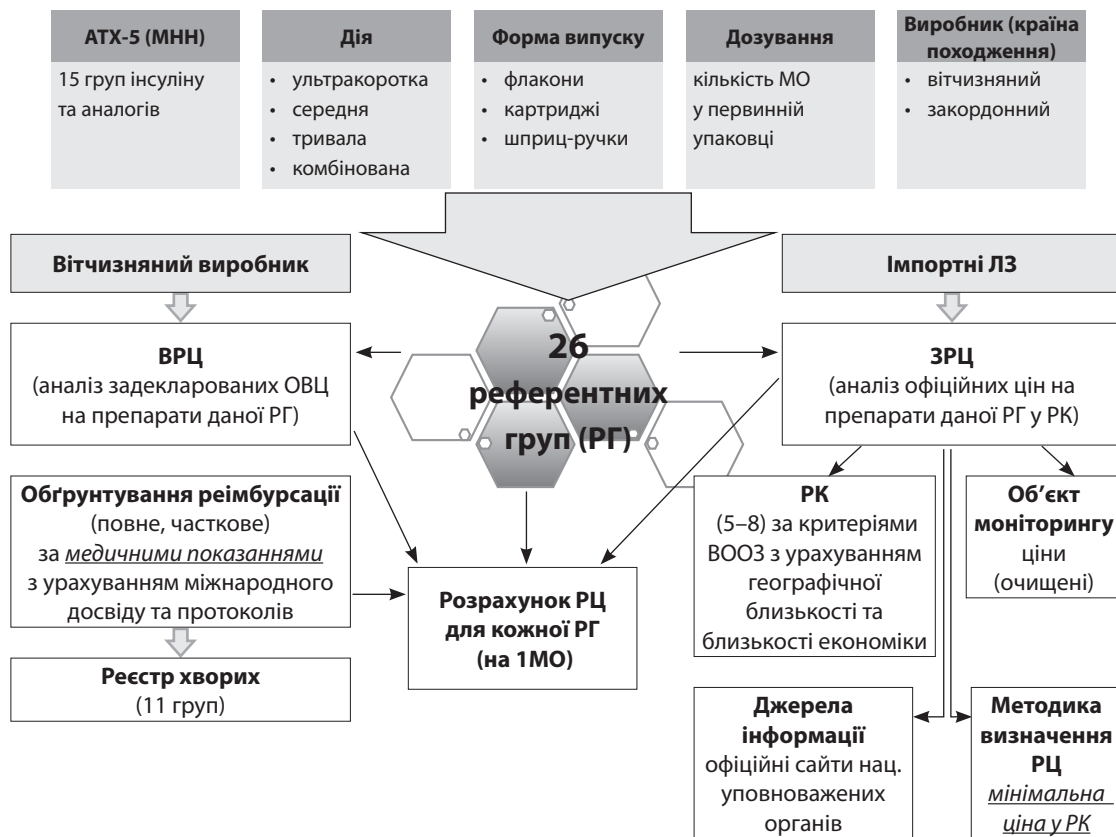 АТХ-5 (МНН)
15 груп інсуліну
та аналогів
Дія
• ультракоротка
• середня
• тривала
• комбінована
Форма випуску
• флакони
• картриджі
• шприц-ручки
Дозування
кількість МО
у первинній
упаковці
Виробник (країна
походження)
• вітчизняний
• закордонний
Вітчизняний виробник
Імпортні ЛЗ
ВРЦ
(аналіз задекларованих ОВЦ
на препарати даної РГ)
26
референтних
груп (РГ)
ЗРЦ
(аналіз офіційних цін на
препарати даної РГ у РК)
Обґрунтування реімбурсації
(повне, часткове)
за медичними показаннями
з урахуванням міжнародного
досвіду та протоколів
Реєстр хворих
(11 груп)
Розрахунок РЦ
для кожної РГ
(на 1МО)
РК
(5–8) за критеріями
ВООЗ з урахуванням
географічної
близькості та
близькості економіки
Об’єкт
моніторингу
ціни
(очищені)
Джерела
інформації
офіційні сайти нац.
уповноважених
органів
Методика
визначення
РЦ
мінімальна
ціна у РК